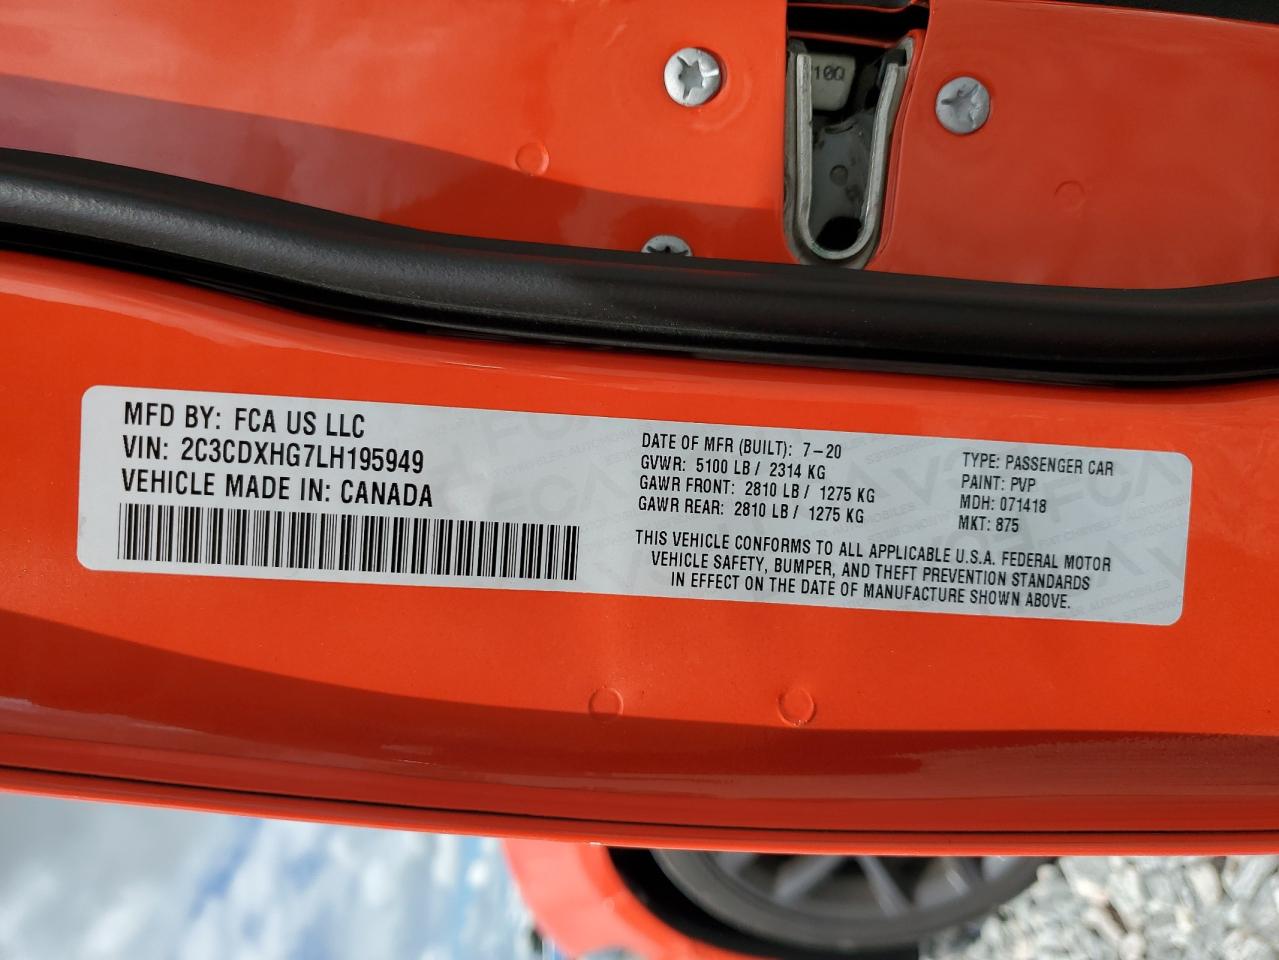 10Q
MFD BY: FCA US LLC
VIN: 2C3CDXHG7LH195949
VEHICLE MADE IN: CANADA
DATE OF MFR (BUILT): 7-20
GVWR: 5100 LB / 2314 KG
GAWR FRONT: 2810 LB / 1275 KG
GAWR REAR: 2810 LB / 1275 KG
TYPE: PASSENGER CAR
PAINT: PVP
MDH: 071418
MKT: 875
THIS VEHICLE CONFORMS TO ALL APPLICABLE U.S.A. FEDERAL MOTOR
VEHICLE SAFETY, BUMPER, AND THEFT PREVENTION STANDARDS
IN EFFECT ON THE DATE OF MANUFACTURE SHOWN ABOVE.